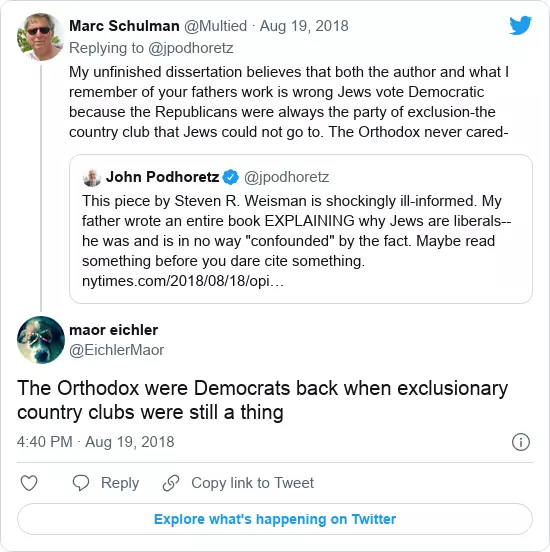 Marc Schulman @Multied · Aug 19, 2018
Replying to @jpodhoretz
My unfinished dissertation believes that both the author and what I
remember of your fathers work is wrong Jews vote Democratic
because the Republicans were always the party of exclusion-the
country club that Jews could not go to. The Orthodox never cared-
John Podhoretz @jpodhoretz
This piece by Steven R. Weisman is shockingly ill-informed. My
father wrote an entire book EXPLAINING why Jews are liberals--
he was and is in no way "confounded" by the fact. Maybe read
something before you dare cite something.
nytimes.com/2018/08/18/opi…
maor eichler
@EichlerMaor
The Orthodox were Democrats back when exclusionary
country clubs were still a thing
4:40 PM · Aug 19, 2018
Reply Copy link to Tweet
Explore what's happening on Twitter